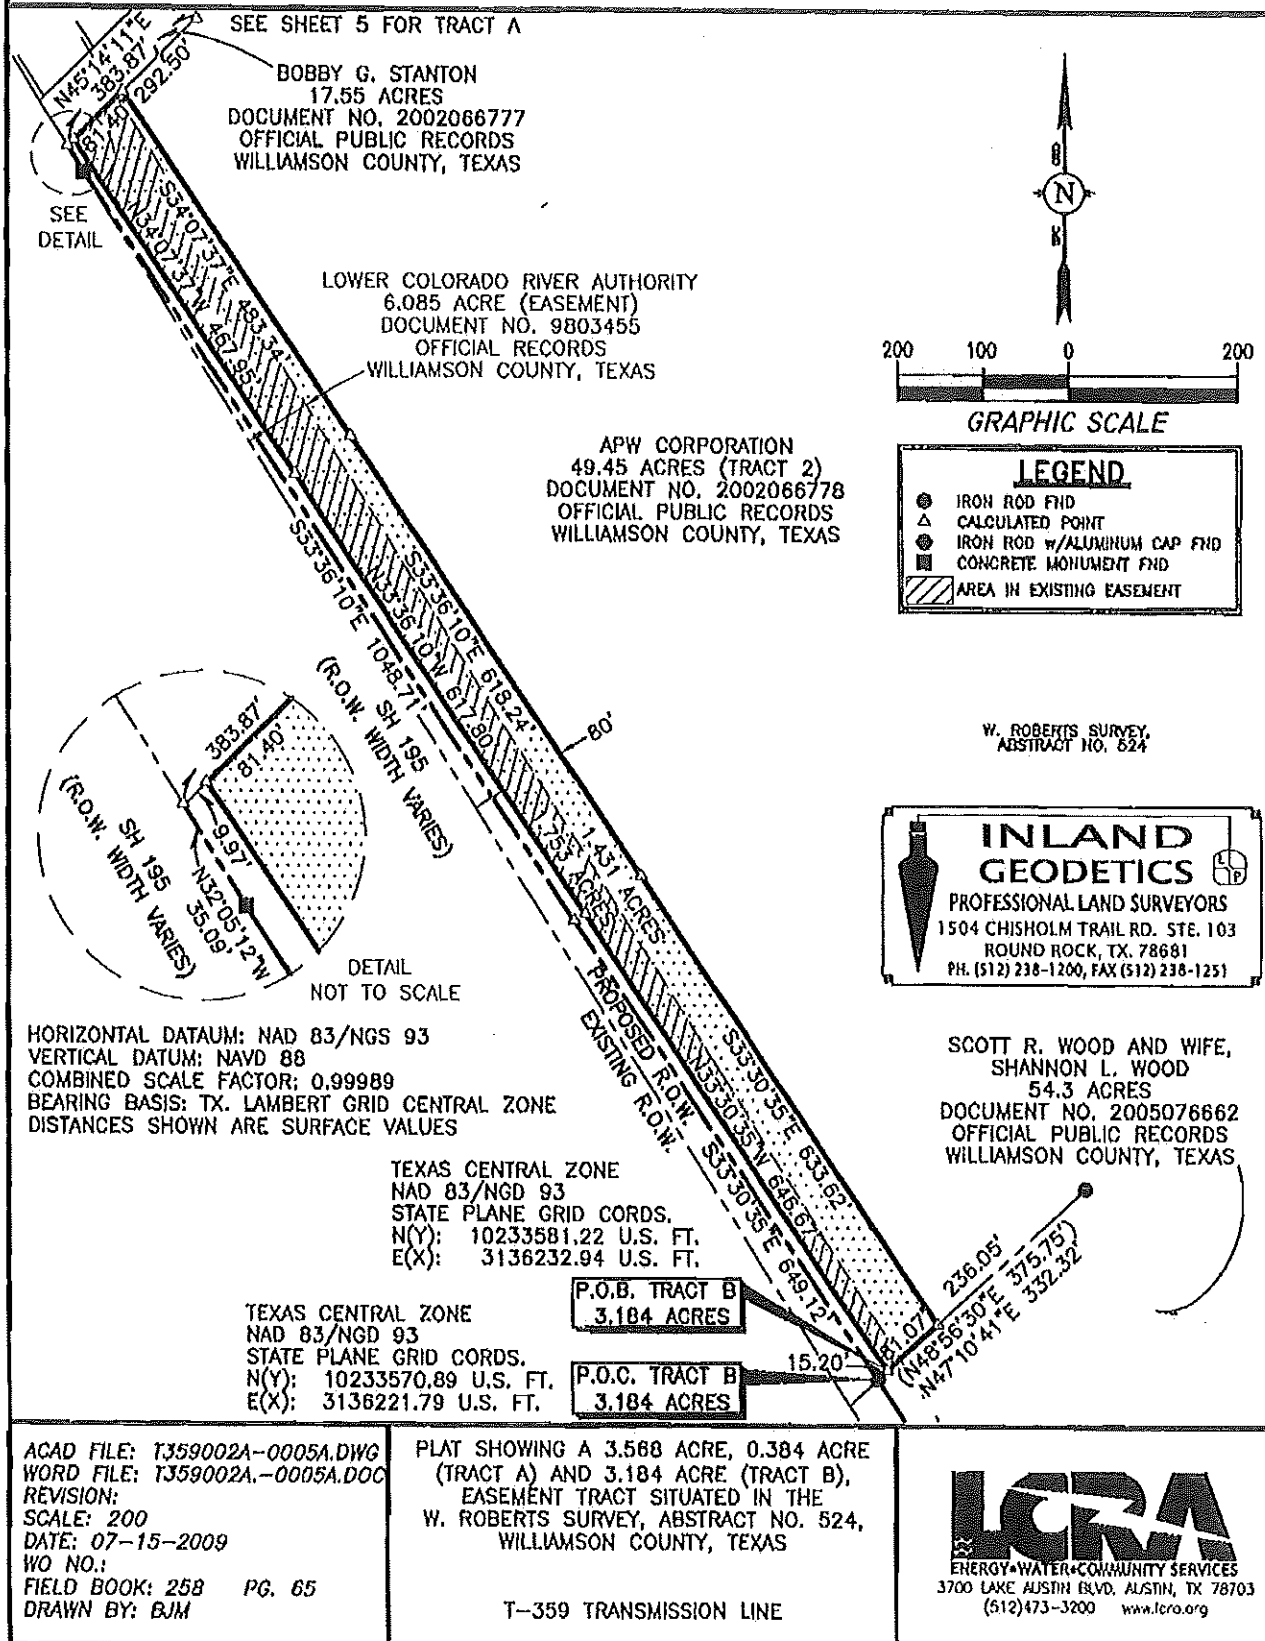 SEE SHEET 5 FOR TRACT A
N45°14'11"E
383.87'
292.50'
81.40'
BOBBY G. STANTON
17.55 ACRES
DOCUMENT NO. 2002066777
OFFICIAL PUBLIC RECORDS
WILLIAMSON COUNTY, TEXAS
SEE
DETAIL
S34°07'37"E 483.34'
N34°07'37"W 467.95'
LOWER COLORADO RIVER AUTHORITY
6.085 ACRE (EASEMENT)
DOCUMENT NO. 9803455
OFFICIAL RECORDS
WILLIAMSON COUNTY, TEXAS
N
200 100 0 200
GRAPHIC SCALE
APW CORPORATION
49.45 ACRES (TRACT 2)
DOCUMENT NO. 2002066778
OFFICIAL PUBLIC RECORDS
WILLIAMSON COUNTY, TEXAS
LEGEND
IRON ROD FND
CALCULATED POINT
IRON ROD w/ALUMINUM CAP FND
CONCRETE MONUMENT FND
AREA IN EXISTING EASEMENT
S33°36'10"E 618.24'
N33°36'10"W 617.80'
S33°36'10"E 1048.71'
SH 195
(R.O.W. WIDTH VARIES)
80'
W. ROBERTS SURVEY,
ABSTRACT NO. 524
383.87'
81.40'
9.97'
N32°05'12"W
35.09'
SH 195
(R.O.W. WIDTH VARIES)
DETAIL
NOT TO SCALE
1.431 ACRES
1.753 ACRES
INLAND
GEODETICS
L
P
PROFESSIONAL LAND SURVEYORS
1504 CHISHOLM TRAIL RD. STE. 103
ROUND ROCK, TX. 78681
PH. (512) 238-1200, FAX (512) 238-1251
HORIZONTAL DATAUM: NAD 83/NGS 93
VERTICAL DATUM: NAVD 88
COMBINED SCALE FACTOR: 0.99989
BEARING BASIS: TX. LAMBERT GRID CENTRAL ZONE
DISTANCES SHOWN ARE SURFACE VALUES
PROPOSED R.O.W.
EXISTING R.O.W.
S33°30'35"E 633.62'
N33°30'35"W 646.67'
S33°30'35"E 649.12'
SCOTT R. WOOD AND WIFE,
SHANNON L. WOOD
54.3 ACRES
DOCUMENT NO. 2005076662
OFFICIAL PUBLIC RECORDS
WILLIAMSON COUNTY, TEXAS
TEXAS CENTRAL ZONE
NAD 83/NGD 93
STATE PLANE GRID CORDS.
N(Y): 10233581.22 U.S. FT.
E(X): 3136232.94 U.S. FT.
P.O.B. TRACT B
3.184 ACRES
TEXAS CENTRAL ZONE
NAD 83/NGD 93
STATE PLANE GRID CORDS.
N(Y): 10233570.89 U.S. FT.
E(X): 3136221.79 U.S. FT.
P.O.C. TRACT B
3.184 ACRES
15.20'
81.07'
236.05'
(N48°56'30"E 375.75')
N47°10'41"E 332.32'
ACAD FILE: T359002A-0005A.DWG
WORD FILE: T359002A.-0005A.DOC
REVISION:
SCALE: 200
DATE: 07-15-2009
WO NO.:
FIELD BOOK: 258 PG. 65
DRAWN BY: BJM
PLAT SHOWING A 3.568 ACRE, 0.384 ACRE
(TRACT A) AND 3.184 ACRE (TRACT B),
EASEMENT TRACT SITUATED IN THE
W. ROBERTS SURVEY, ABSTRACT NO. 524,
WILLIAMSON COUNTY, TEXAS
T-359 TRANSMISSION LINE
LCRA
ENERGY•WATER•COMMUNITY SERVICES
3700 LAKE AUSTIN BLVD, AUSTIN, TX 78703
(512)473-3200 www.lcra.org